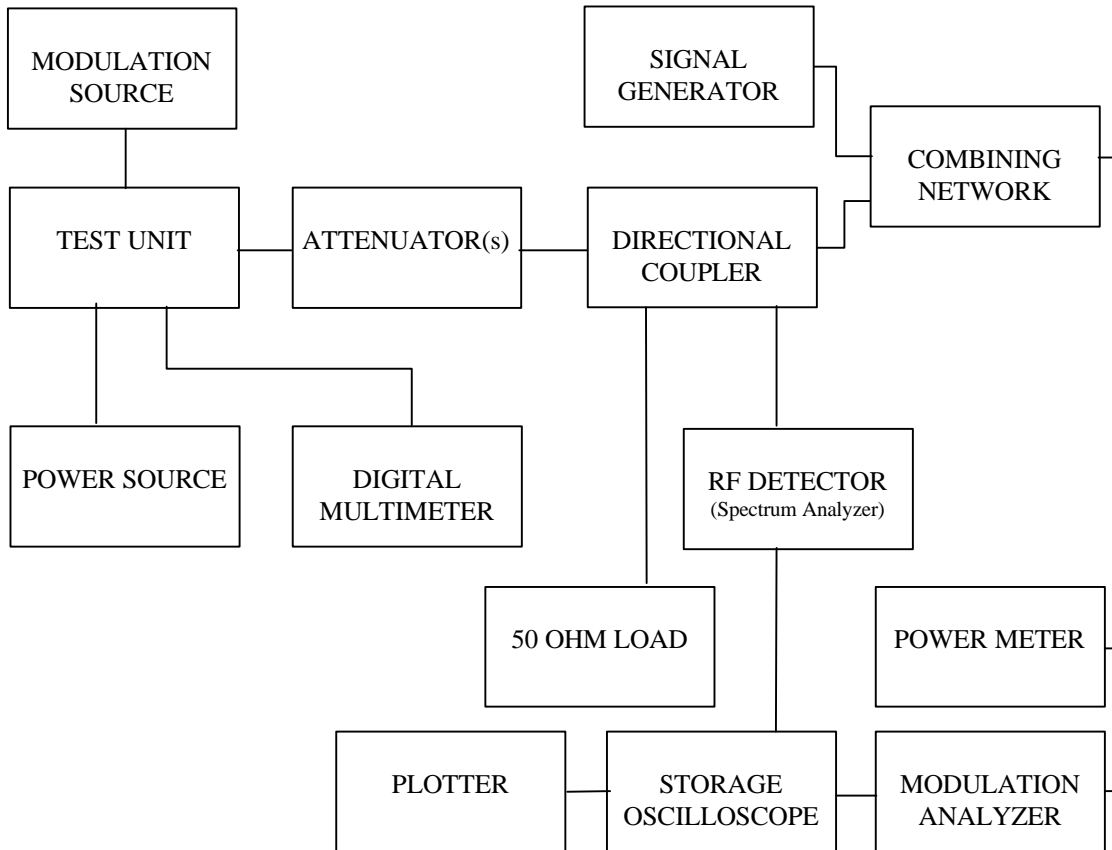 MODULATION
SOURCE
SIGNAL
GENERATOR
COMBINING
NETWORK
TEST UNIT
ATTENUATOR(s)
DIRECTIONAL
COUPLER
POWER SOURCE
DIGITAL
MULTIMETER
RF DETECTOR
(Spectrum Analyzer)
50 OHM LOAD
POWER METER
PLOTTER
STORAGE
OSCILLOSCOPE
MODULATION
ANALYZER